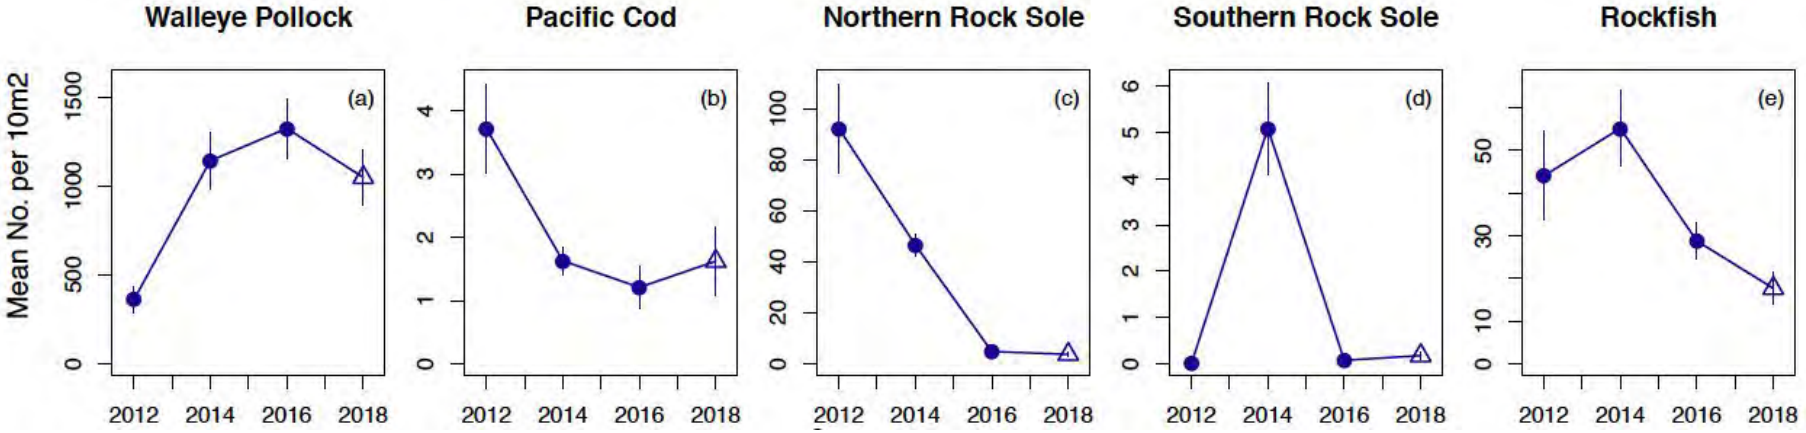 Walleye Pollock
Pacific Cod
Northern Rock Sole
Southern Rock Sole
Rockfish
Mean No. per 10m2
(a)
1500
1000
500
0
2012 2014 2016 2018
(b)
4
3
2
1
0
2012 2014 2016 2018
(c)
100
80
60
40
20
0
2012 2014 2016 2018
(d)
6
5
4
3
2
1
0
2012 2014 2016 2018
(e)
50
30
10
0
2012 2014 2016 2018